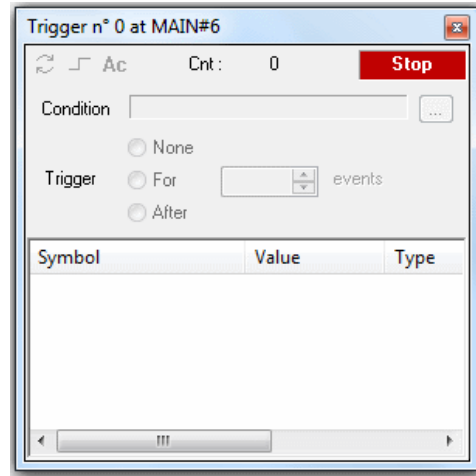 Trigger n° 0 at MAIN#6
Ac Cnt : 0 Stop
Condition ...
None
Trigger For events
After
Symbol Value Type